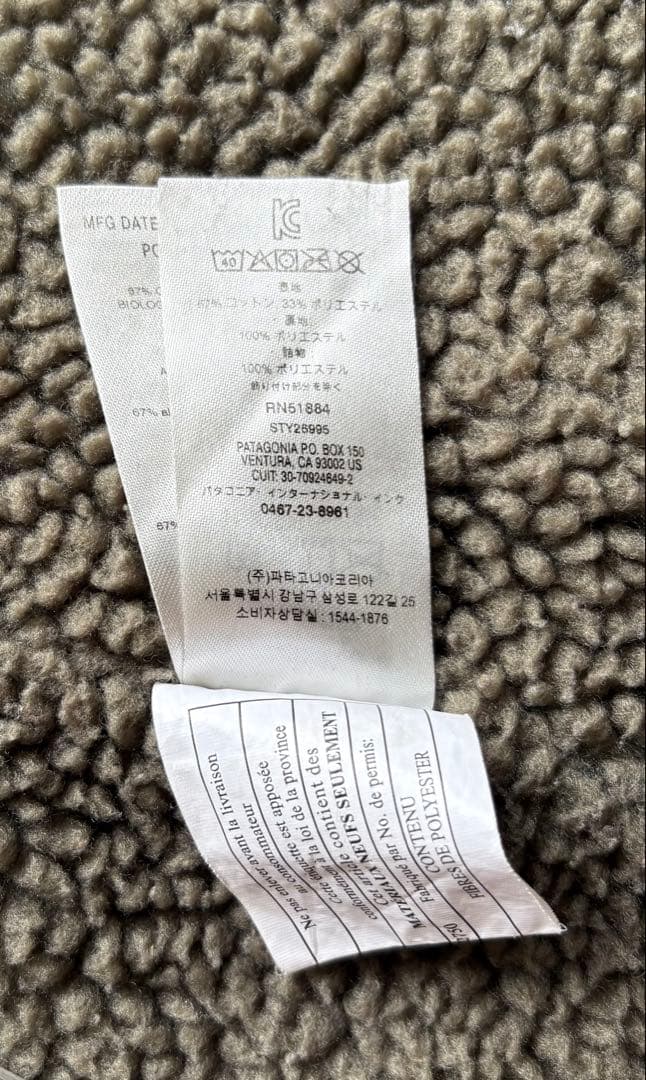 MFG DATE
PO
97% C
BIOLOG
A
67% B
67%
KC
40
表地
67% コットン 33% ポリエステル
裏地:
100% ポリエステル
詰物:
100% ポリエステル
飾り付け部分を除く
RN51884
STY26995
PATAGONIA P.O. BOX 150
VENTURA, CA 93002 US
CUIT: 30-70924649-2
パタゴニア・インターナショナル・インク
0467-23-8961
(주)파타고니아코리아
서울특별시 강남구 삼성로 122길 25
소비자상담실 : 1544-1876
Ne pas enlever avant la livraison
au consommateur
Cette étiquette est apposée
conformance à la loi de la province
Cet article contient des
MATÉRIAUX NEUFS SEULEMENT
Fabriqué par No. de permis:
2730
CONTENU
FIBRES DE POLYESTER